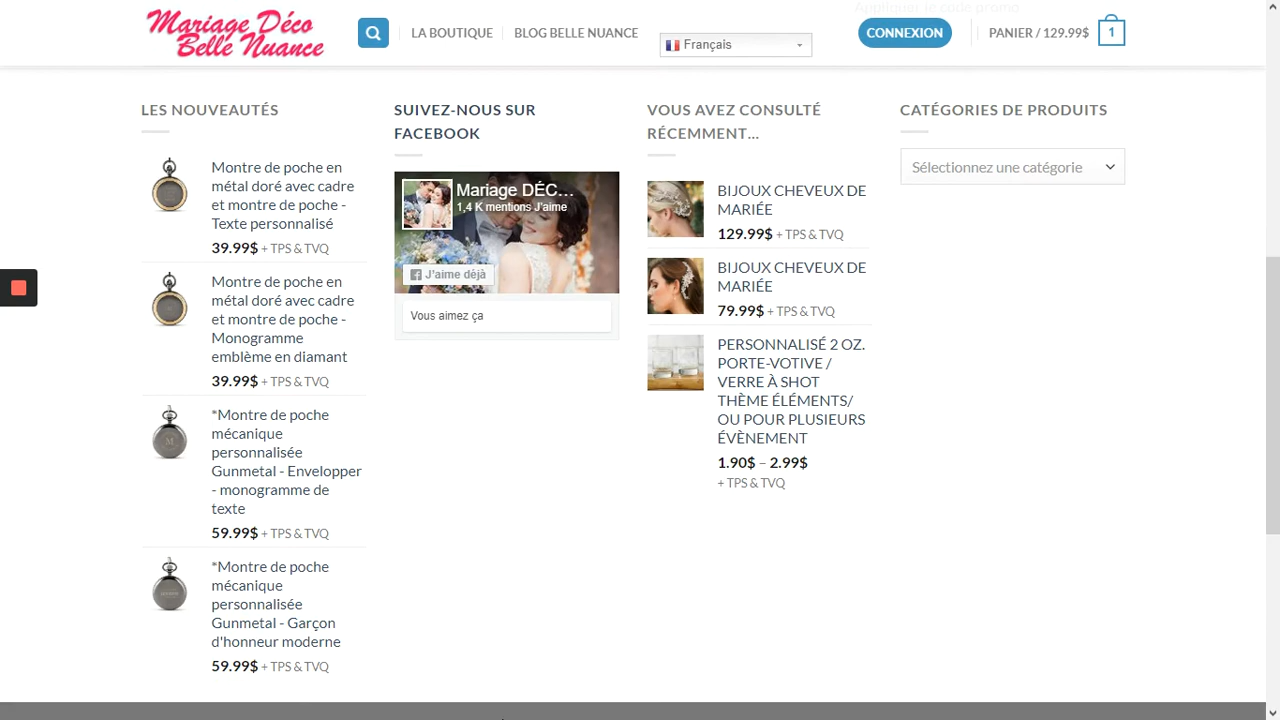 Mariage Déco
Belle Nuance
LA BOUTIQUE
BLOG BELLE NUANCE
Français
Appliquer le code promo
CONNEXION
PANIER / 129.99$
1
LES NOUVEAUTÉS
Montre de poche en
métal doré avec cadre
et montre de poche -
Texte personnalisé
39.99$ + TPS & TVQ
Montre de poche en
métal doré avec cadre
et montre de poche -
Monogramme
emblème en diamant
39.99$ + TPS & TVQ
*Montre de poche
mécanique
personnalisée
Gunmetal - Envelopper
- monogramme de
texte
59.99$ + TPS & TVQ
*Montre de poche
mécanique
personnalisée
Gunmetal - Garçon
d'honneur moderne
59.99$ + TPS & TVQ
SUIVEZ-NOUS SUR
FACEBOOK
Mariage DÉC...
1,4 K mentions J'aime
J'aime déjà
Vous aimez ça
VOUS AVEZ CONSULTÉ
RÉCEMMENT...
BIJOUX CHEVEUX DE
MARIÉE
129.99$ + TPS & TVQ
BIJOUX CHEVEUX DE
MARIÉE
79.99$ + TPS & TVQ
PERSONNALISÉ 2 OZ.
PORTE-VOTIVE /
VERRE À SHOT
THÈME ÉLÉMENTS/
OU POUR PLUSIEURS
ÉVÈNEMENT
1.90$ – 2.99$
+ TPS & TVQ
CATÉGORIES DE PRODUITS
Sélectionnez une catégorie